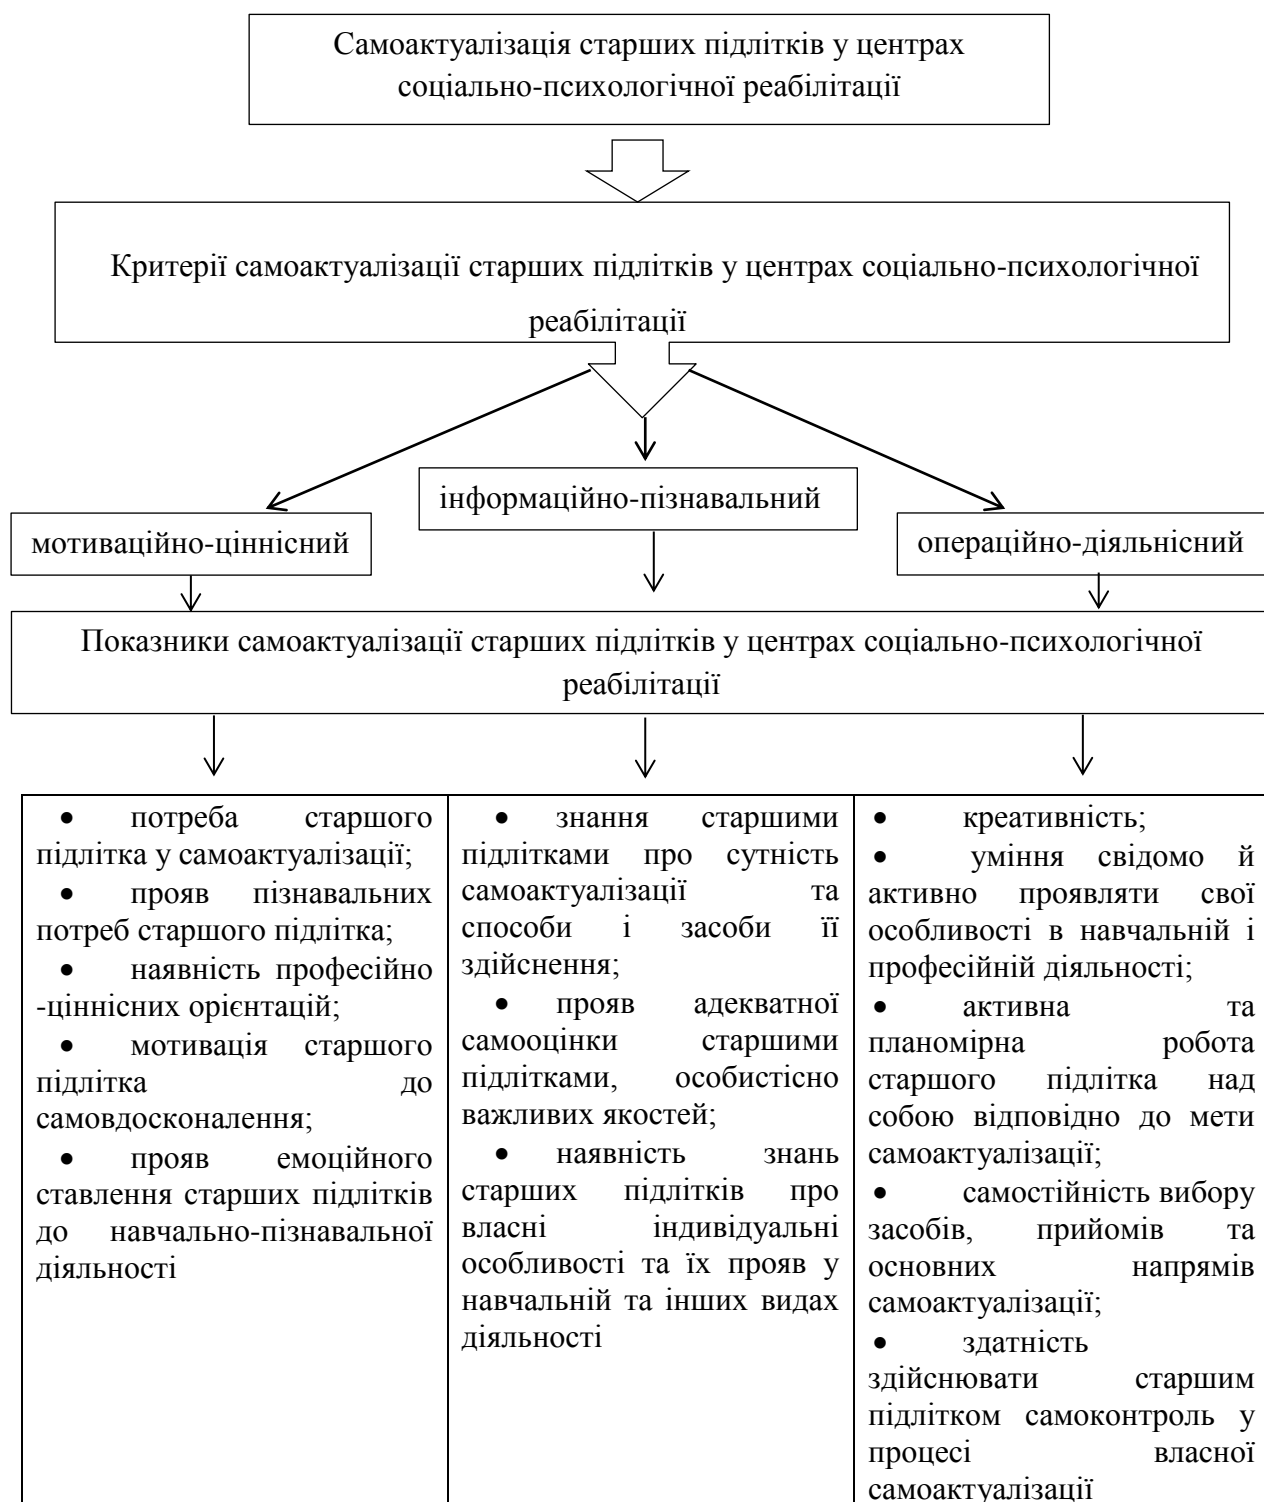 Самоактуалізація старших підлітків у центрах
соціально-психологічної реабілітації
Критерії самоактуалізації старших підлітків у центрах соціально-психологічної
реабілітації
інформаційно-пізнавальний
мотиваційно-ціннісний
операційно-діяльнісний
Показники самоактуалізації старших підлітків у центрах соціально-психологічної
реабілітації
• потреба старшого
підлітка у самоактуалізації;
• прояв пізнавальних
потреб старшого підлітка;
• наявність професійно
-ціннісних орієнтацій;
• мотивація старшого
підлітка до
самовдосконалення;
• прояв емоційного
ставлення старших підлітків
до навчально-пізнавальної
діяльності
• знання старшими
підлітками про сутність
самоактуалізації та
способи і засоби її
здійснення;
• прояв адекватної
самооцінки старшими
підлітками, особистісно
важливих якостей;
• наявність знань
старших підлітків про
власні індивідуальні
особливості та їх прояв у
навчальній та інших видах
діяльності
• креативність;
• уміння свідомо й
активно проявляти свої
особливості в навчальній і
професійній діяльності;
• активна та
планомірна робота
старшого підлітка над
собою відповідно до мети
самоактуалізації;
• самостійність вибору
засобів, прийомів та
основних напрямів
самоактуалізації;
• здатність
здійснювати старшим
підлітком самоконтроль у
процесі власної
самоактуалізації